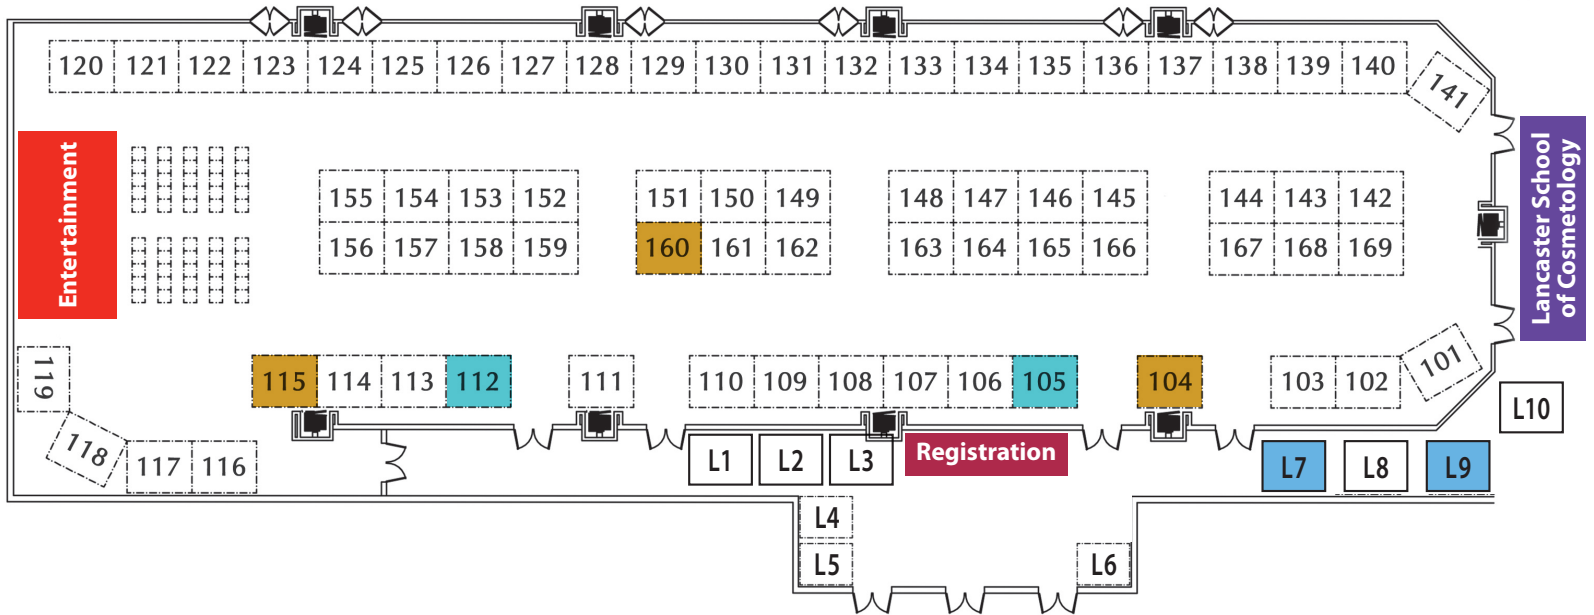 120 121 122 123 124 125 126 127 128 129 130 131 132 133 134 135 136 137 138 139 140
141
Entertainment
Lancaster School
of Cosmetology
155 154 153 152
151 150 149
148 147 146 145
144 143 142
156 157 158 159
160 161 162
163 164 165 166
167 168 169
119
115 114 113 112
111
110 109 108 107 106 105
104
103 102
101
118
117 116
L1 L2 L3
Registration
L7 L8 L9
L10
L4
L5
L6